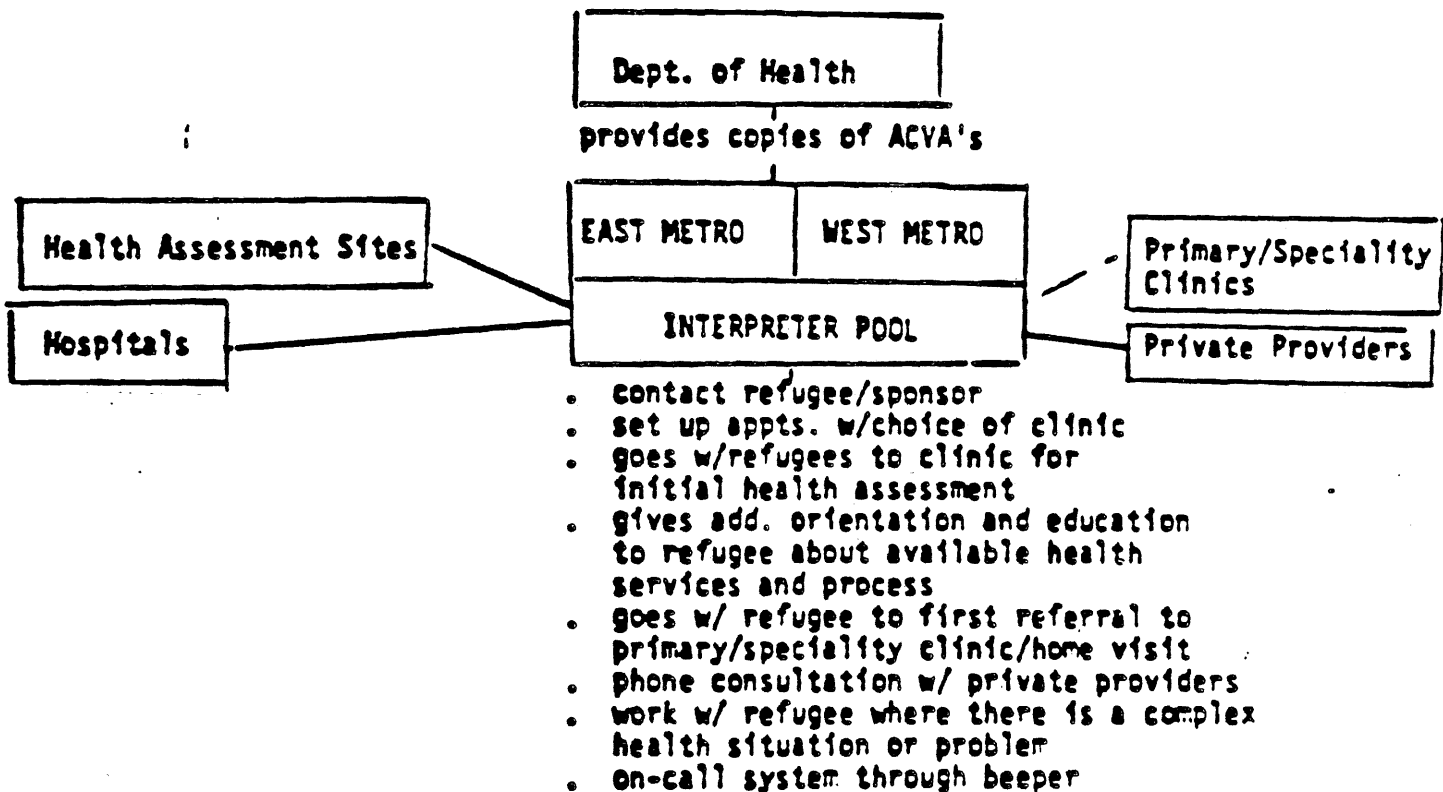 Dept. of Health
provides copies of ACVA's
EAST METRO
WEST METRO
Health Assessment Sites
Primary/Speciality
Clinics
INTERPRETER POOL
Hospitals
Private Providers
. contact refugee/sponsor
. set up appts. w/choice of clinic
. goes w/refugees to clinic for
initial health assessment
. gives add. orientation and education
to refugee about available health
services and process
. goes w/ refugee to first referral to
primary/speciality clinic/home visit
. phone consultation w/ private providers
. work w/ refugee where there is a complex
health situation or problem
. on-call system through beeper